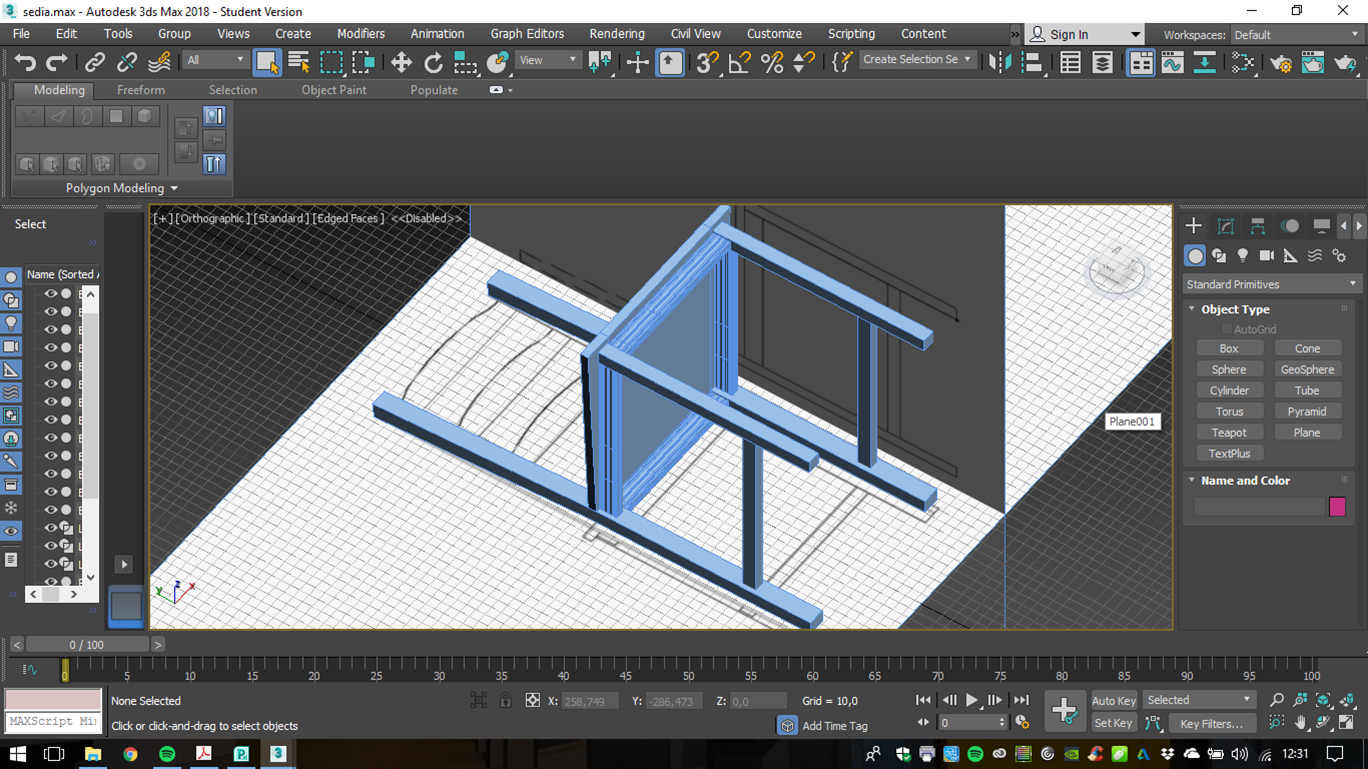 sedia.max - Autodesk 3ds Max 2018 - Student Version
File Edit Tools Group Views Create Modifiers Animation Graph Editors Rendering Civil View Customize Scripting Content » Sign In Workspaces: Default
All View Create Selection Se
Modeling Freeform Selection Object Paint Populate
Polygon Modeling
Select
Name (Sorted A
[+] [Orthographic] [Standard] [Edged Faces] <<Disabled>>
Plane001
Standard Primitives
Object Type
AutoGrid
Box Cone
Sphere GeoSphere
Cylinder Tube
Torus Pyramid
Teapot Plane
TextPlus
Name and Color
z
y x
< 0 / 100 >
0 5 10 15 20 25 30 35 40 45 50 55 60 65 70 75 80 85 90 95 100
None Selected X: 258,749 Y: -286,473 Z: 0,0 Grid = 10,0 Auto Key Selected
MAXScript Mi
Click or click-and-drag to select objects Add Time Tag 0 Set Key Key Filters...
12:31